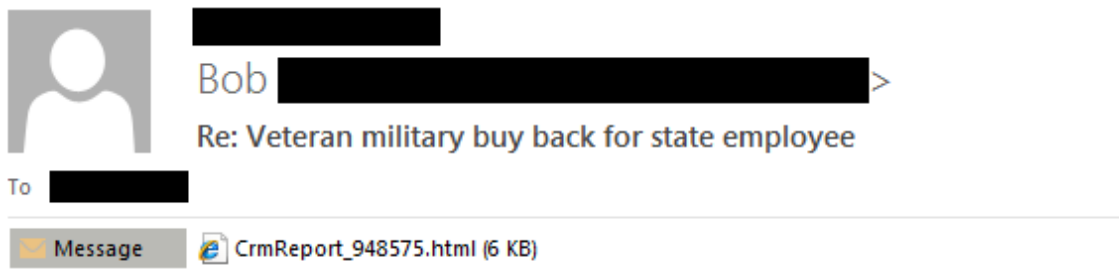 Bob >
Re: Veteran military buy back for state employee
To
Message CrmReport_948575.html (6 KB)